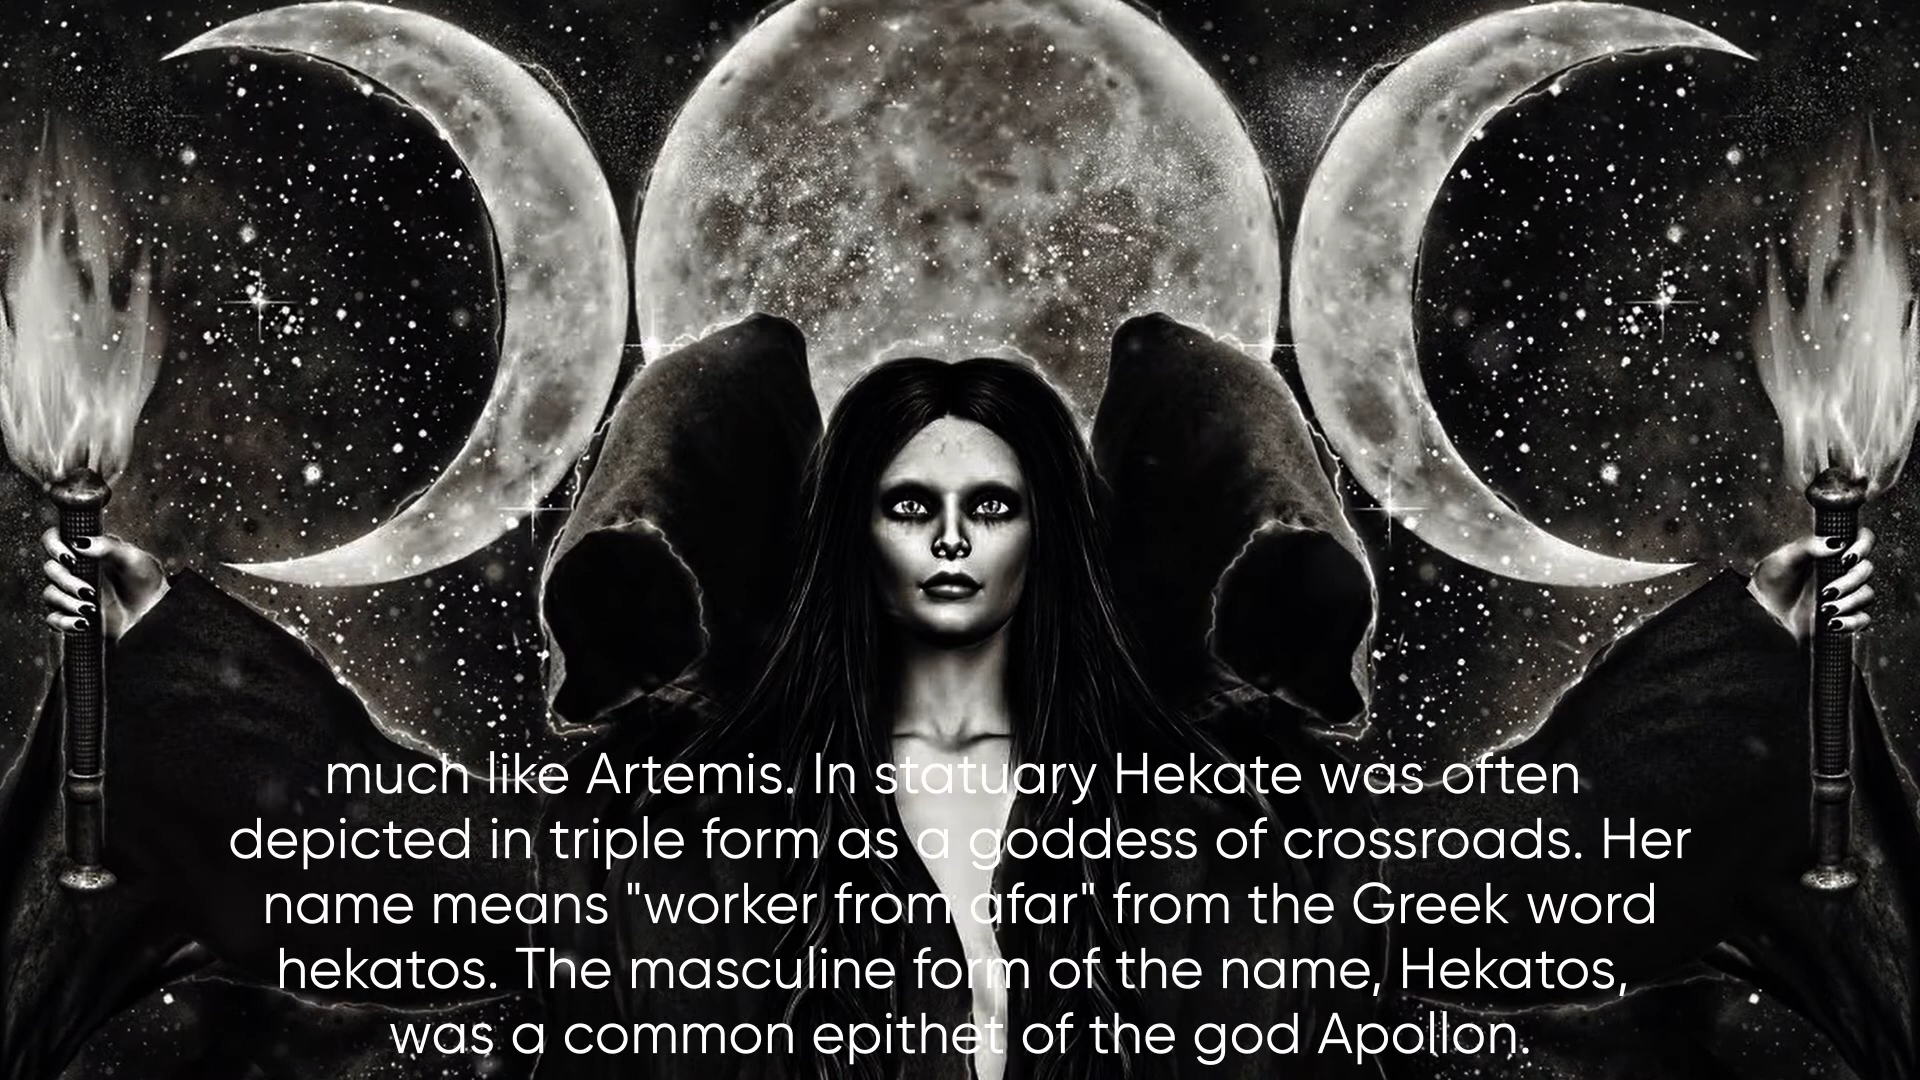 much like Artemis. In statuary Hekate was often
depicted in triple form as a goddess of crossroads. Her
name means "worker from afar" from the Greek word
hekatos. The masculine form of the name, Hekatos,
was a common epithet of the god Apollon.